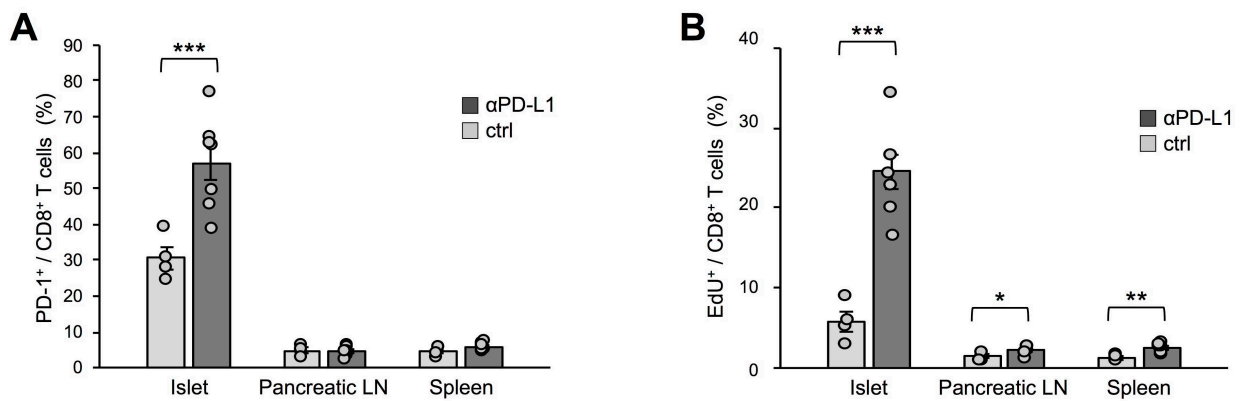 A
PD-1⁺ / CD8⁺ T cells (%)
90
80
70
60
50
40
30
20
10
0
***
αPD-L1
ctrl
Islet
Pancreatic LN
Spleen
B
EdU⁺ / CD8⁺ T cells (%)
40
30
20
10
0
***
*
**
αPD-L1
ctrl
Islet
Pancreatic LN
Spleen